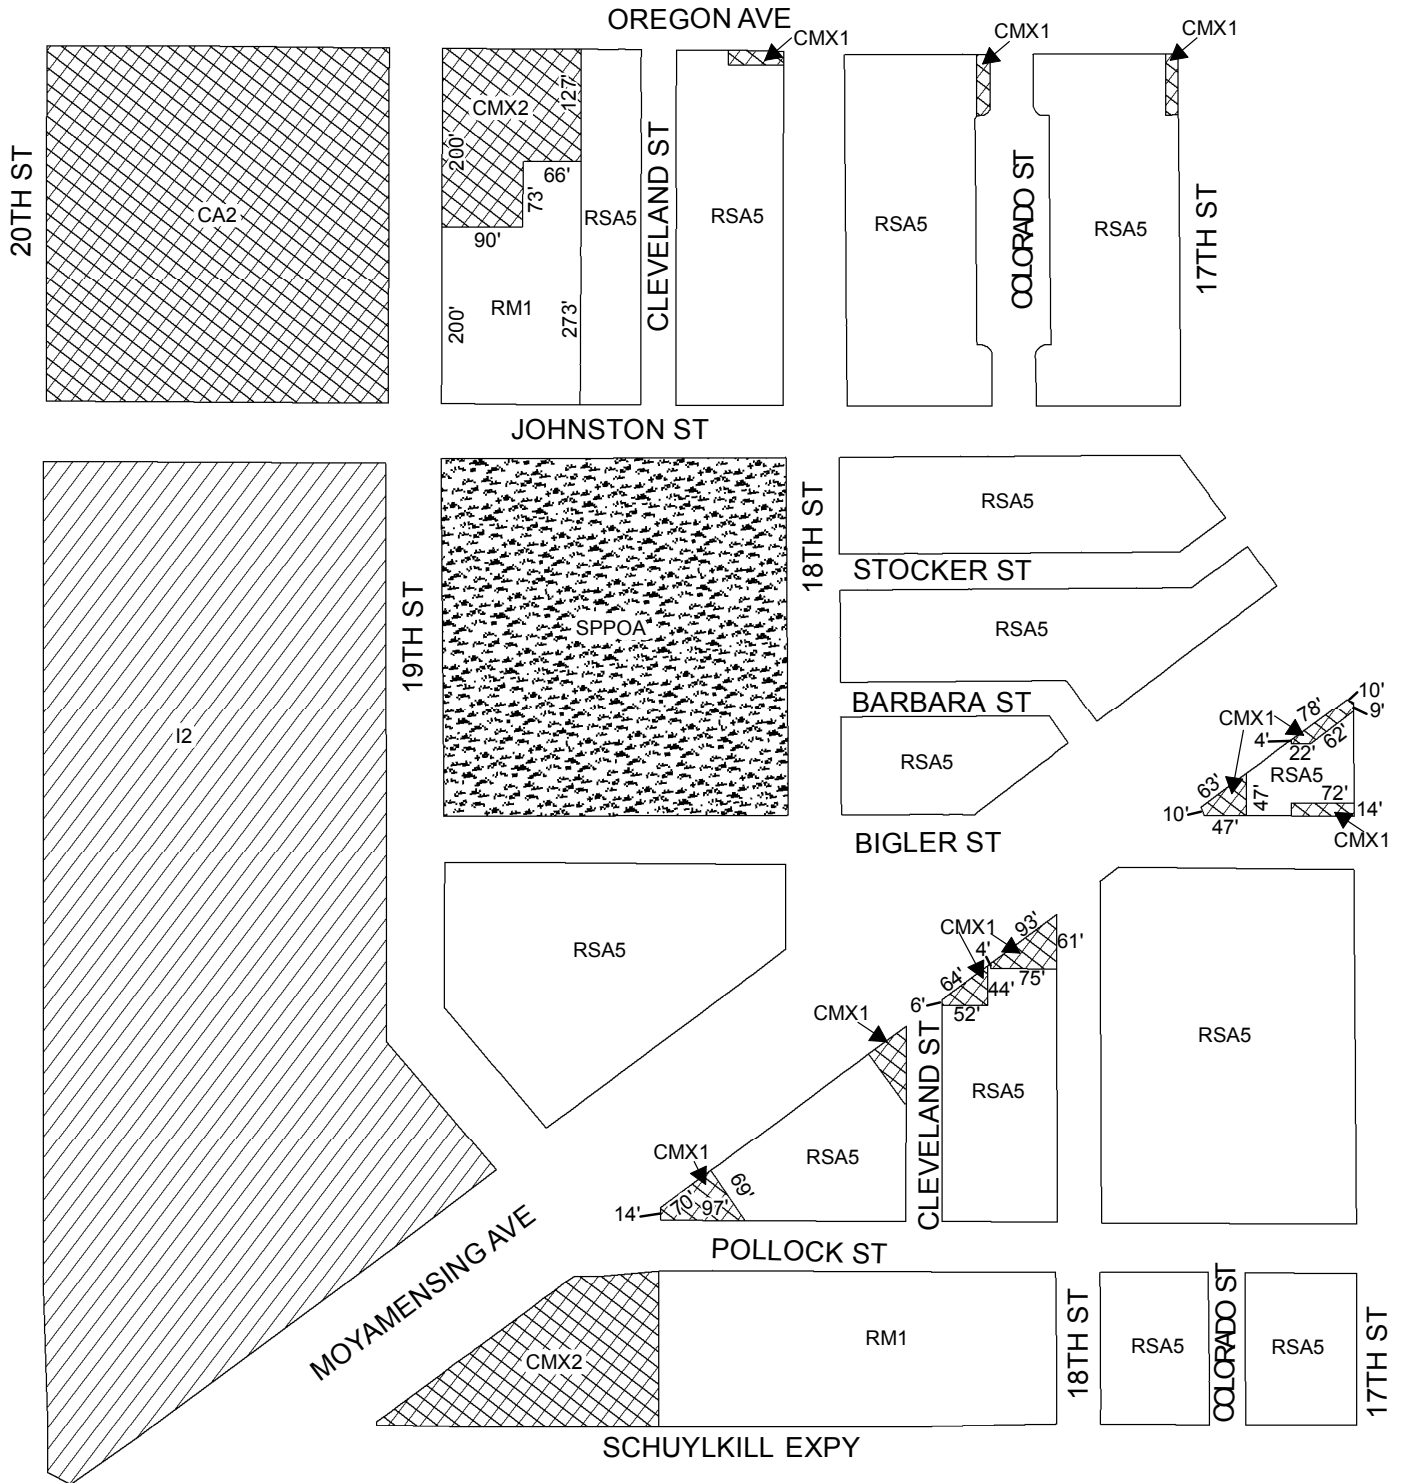 OREGON AVE
CMX1
CMX1
CMX1
20TH ST
CA2
CMX2
127'
200'
66'
73'
90'
RM1
200'
273'
RSA5
CLEVELAND ST
RSA5
RSA5
COLORADO ST
RSA5
17TH ST
JOHNSTON ST
I2
19TH ST
SPPOA
18TH ST
RSA5
STOCKER ST
RSA5
BARBARA ST
RSA5
BIGLER ST
CMX1
78'
10'
9'
4'
22'
62'
RSA5
63'
47'
72'
14'
10'
47'
CMX1
RSA5
CMX1
93'
4'
61'
64'
44'
75'
6'
52'
CMX1
CLEVELAND ST
RSA5
RSA5
CMX1
RSA5
69'
70'
97'
14'
POLLOCK ST
MOYAMENSING AVE
CMX2
RM1
18TH ST
RSA5
COLORADO ST
RSA5
17TH ST
SCHUYLKILL EXPY